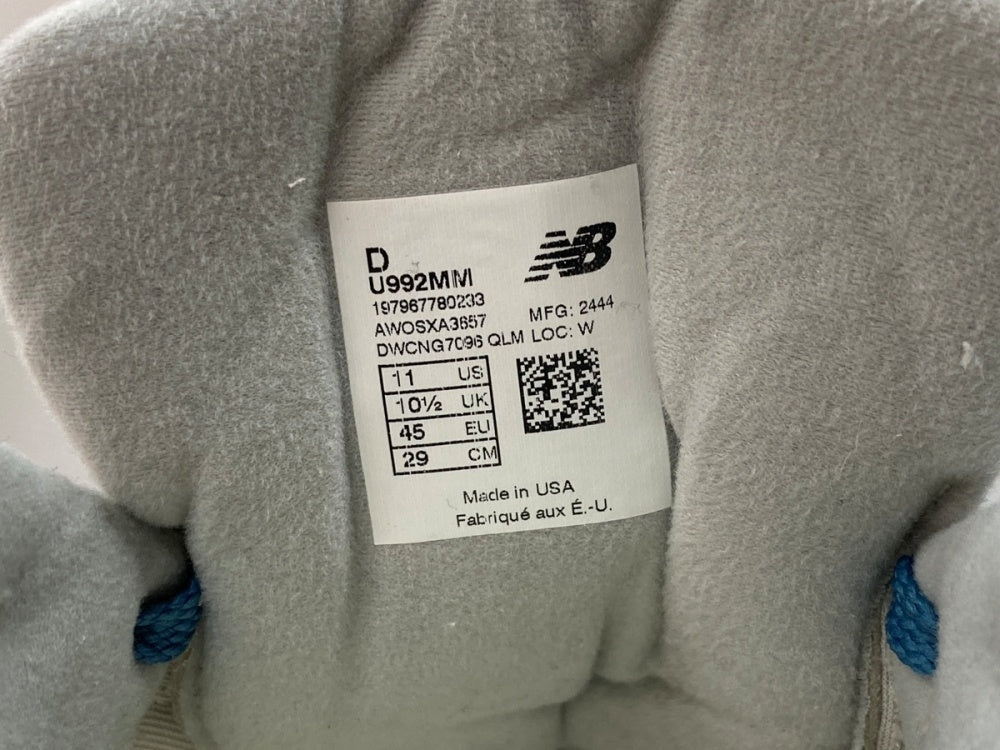 D
U992MM
NB
197967780233
AWOSXA3657
MFG: 2444
DWCNG7096 QLM LOC: W
11 US
10½ UK
45 EU
29 CM
Made in USA
Fabriqué aux É.-U.